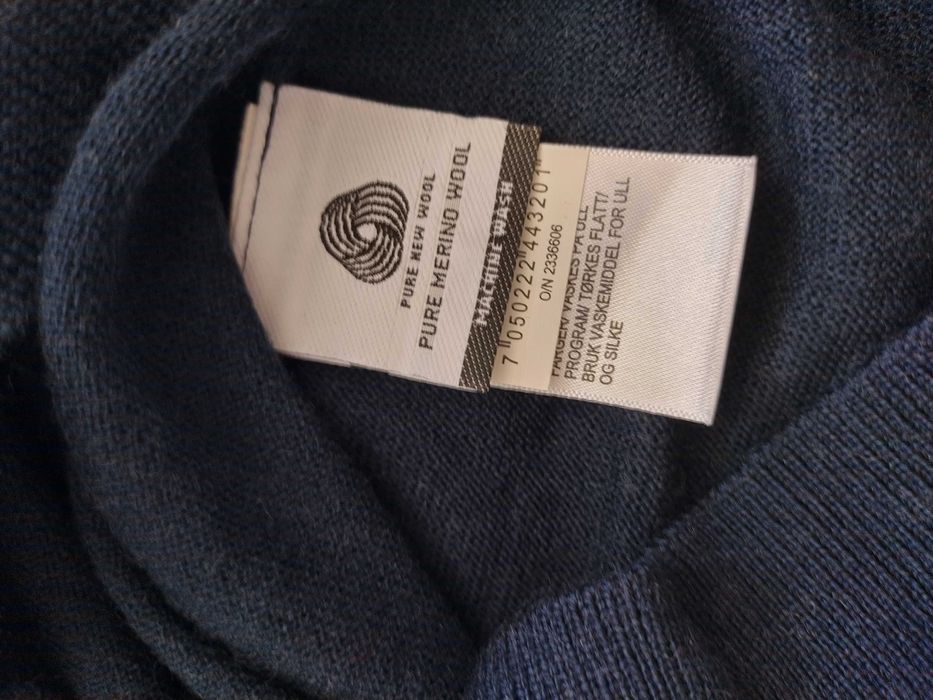 PURE NEW WOOL
PURE MERINO WOOL
MACHINE WASH
7 050222 443201
O/N 2336606
FARGER/ VASKES PÅ ULL
PROGRAM/ TØRKES FLATT/
BRUK VASKEMIDDEL FOR ULL
OG SILKE